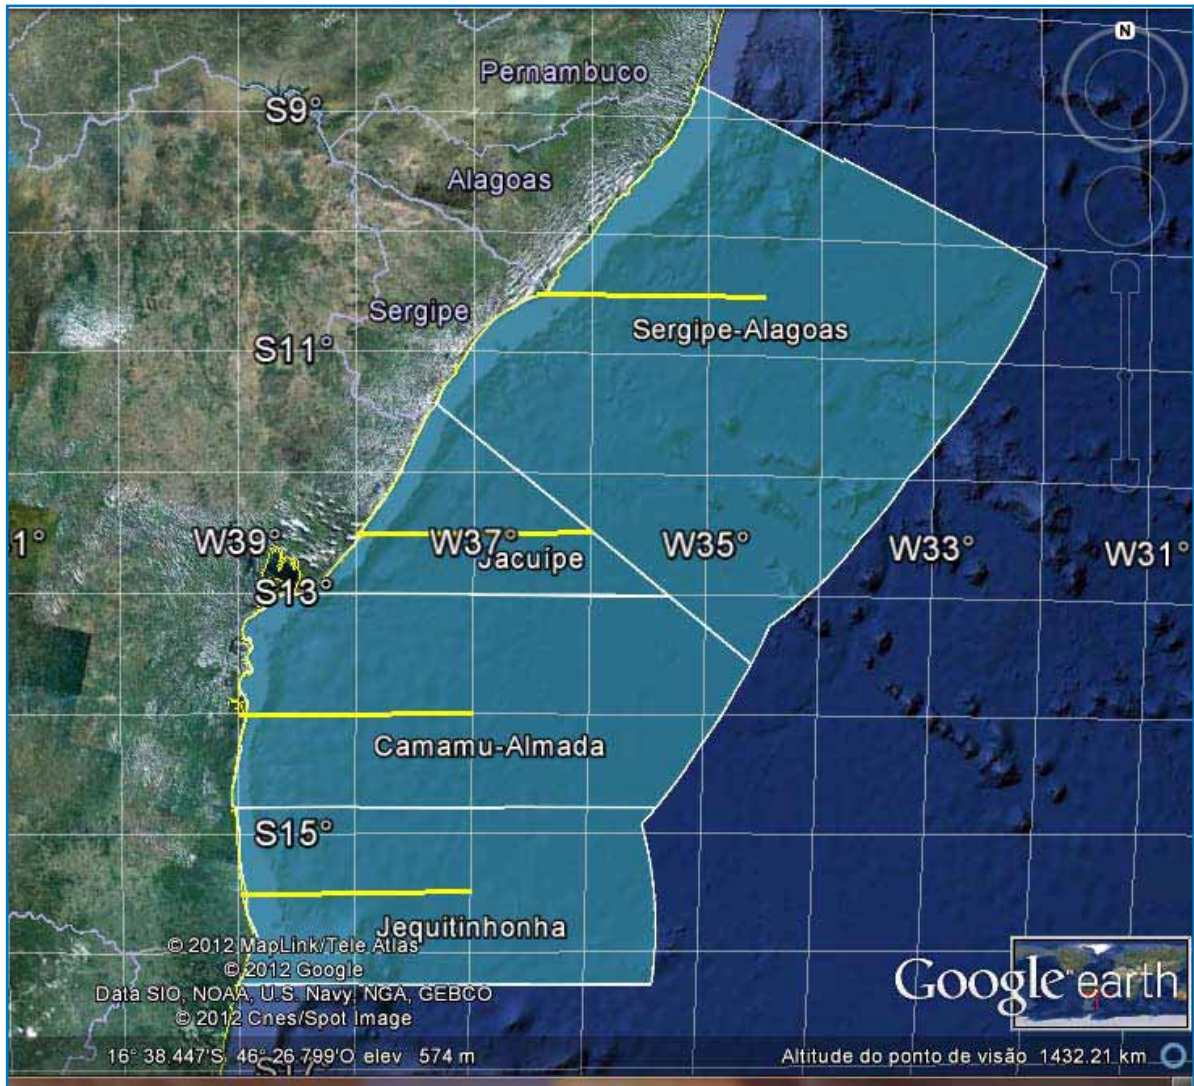 N
Pernambuco
S9°
Alagoas
Sergipe
Sergipe-Alagoas
S11°
1°
W39°
W37°
W35°
W33°
W31°
Jacuípe
S13°
Camamu-Almada
S15°
Jequitinhonha
© 2012 MapLink/Tele Atlas
© 2012 Google
Data SIO, NOAA, U.S. Navy, NGA, GEBCO
© 2012 Cnes/Spot Image
Google earth
16° 38.447'S 46° 26.799'O elev 574 m
Altitude do ponto de visão 1432.21 km
S17°